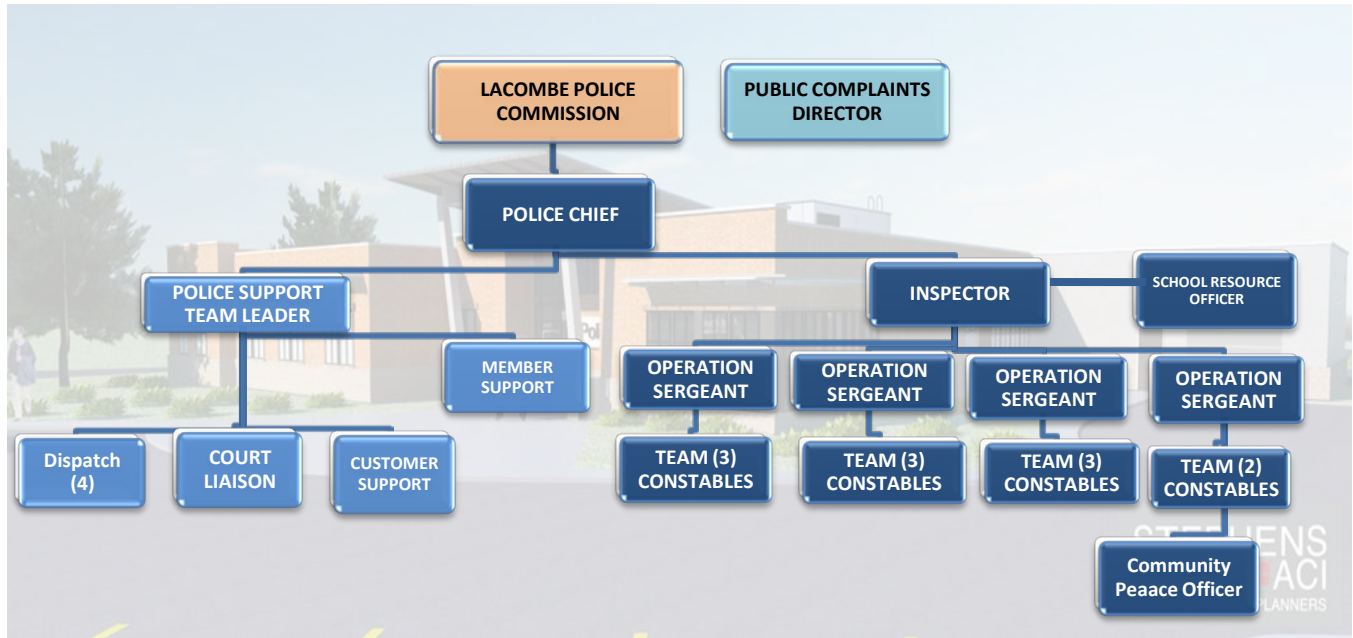 LACOMBE POLICE
COMMISSION
PUBLIC COMPLAINTS
DIRECTOR
POLICE CHIEF
POLICE SUPPORT
TEAM LEADER
INSPECTOR
SCHOOL RESOURCE
OFFICER
MEMBER
SUPPORT
OPERATION
SERGEANT
OPERATION
SERGEANT
OPERATION
SERGEANT
OPERATION
SERGEANT
Dispatch
(4)
COURT
LIAISON
CUSTOMER
SUPPORT
TEAM (3)
CONSTABLES
TEAM (3)
CONSTABLES
TEAM (3)
CONSTABLES
TEAM (2)
CONSTABLES
Community
Peaace Officer
ACI
PLANNERS